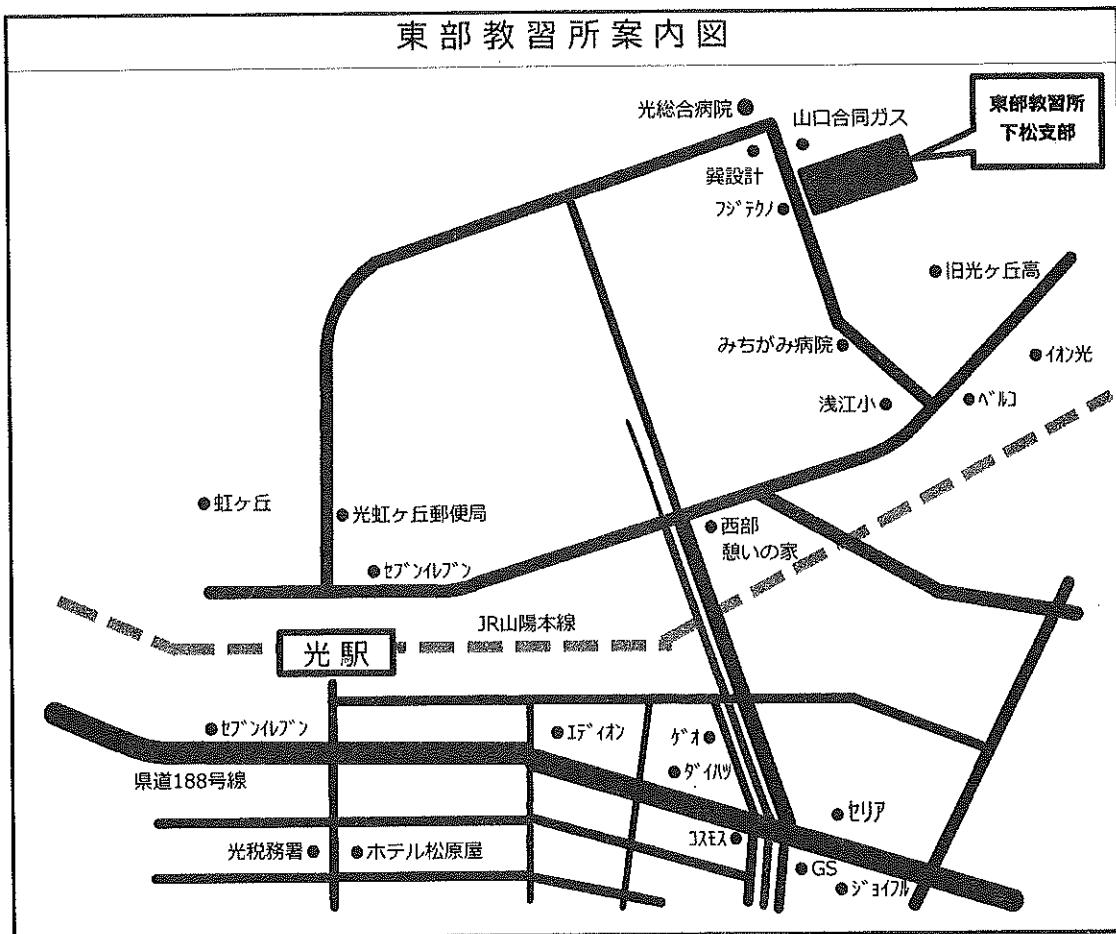 東部教習所案内図
光総合病院
山口合同ガス
東部教習所
下松支部
巽設計
フジテクノ
旧光ヶ丘高
みちがみ病院
イオン光
浅江小
ベルコ
虹ヶ丘
光虹ヶ丘郵便局
西部
憩いの家
セブンイレブン
JR山陽本線
光駅
セブンイレブン
エディオン
ゲオ
ダイハツ
県道188号線
セリア
コスモス
光税務署
ホテル松原屋
GS
ジョイフル